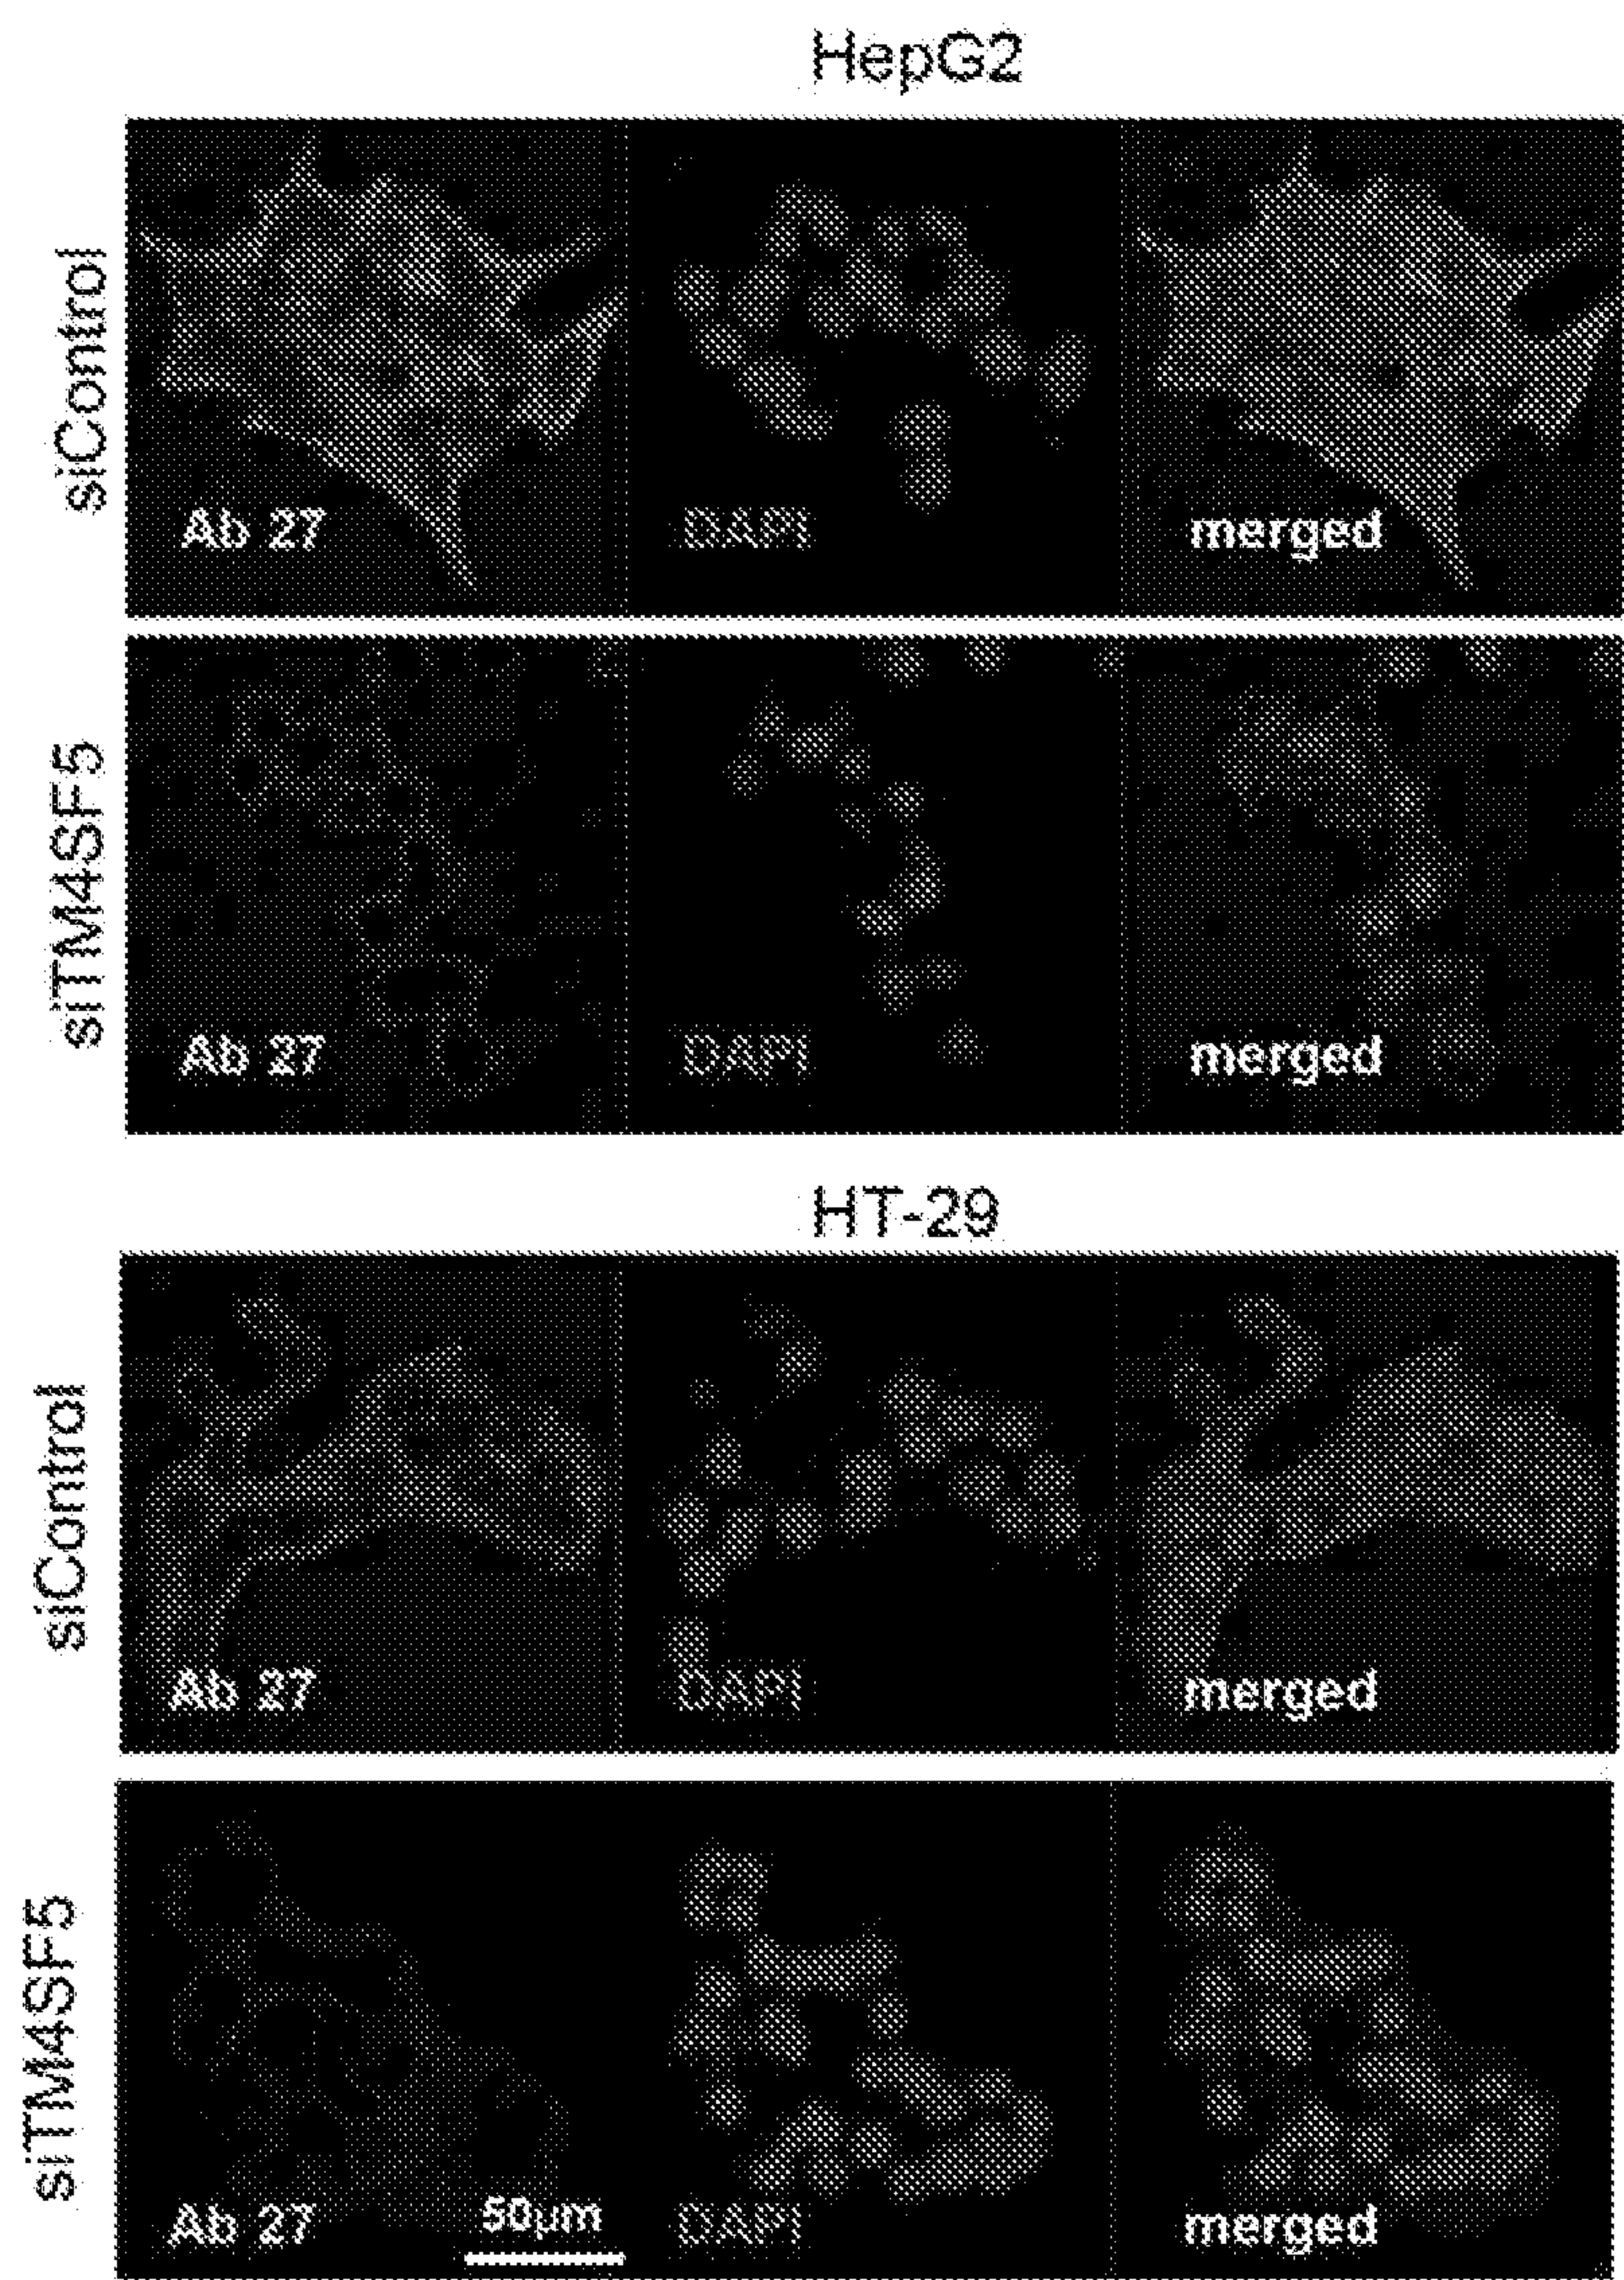 HepG2
siControl
Ab 27
DAPI
merged
siTM4SF5
Ab 27
DAPI
merged
HT-29
siControl
Ab 27
DAPI
merged
siTM4SF5
Ab 27
50μm
DAPI
merged